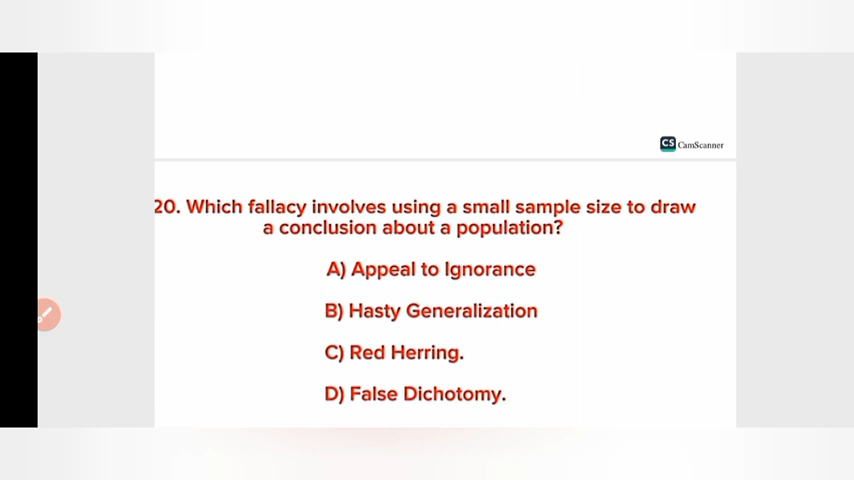 CS CamScanner
20. Which fallacy involves using a small sample size to draw
a conclusion about a population?
A) Appeal to Ignorance
B) Hasty Generalization
C) Red Herring.
D) False Dichotomy.